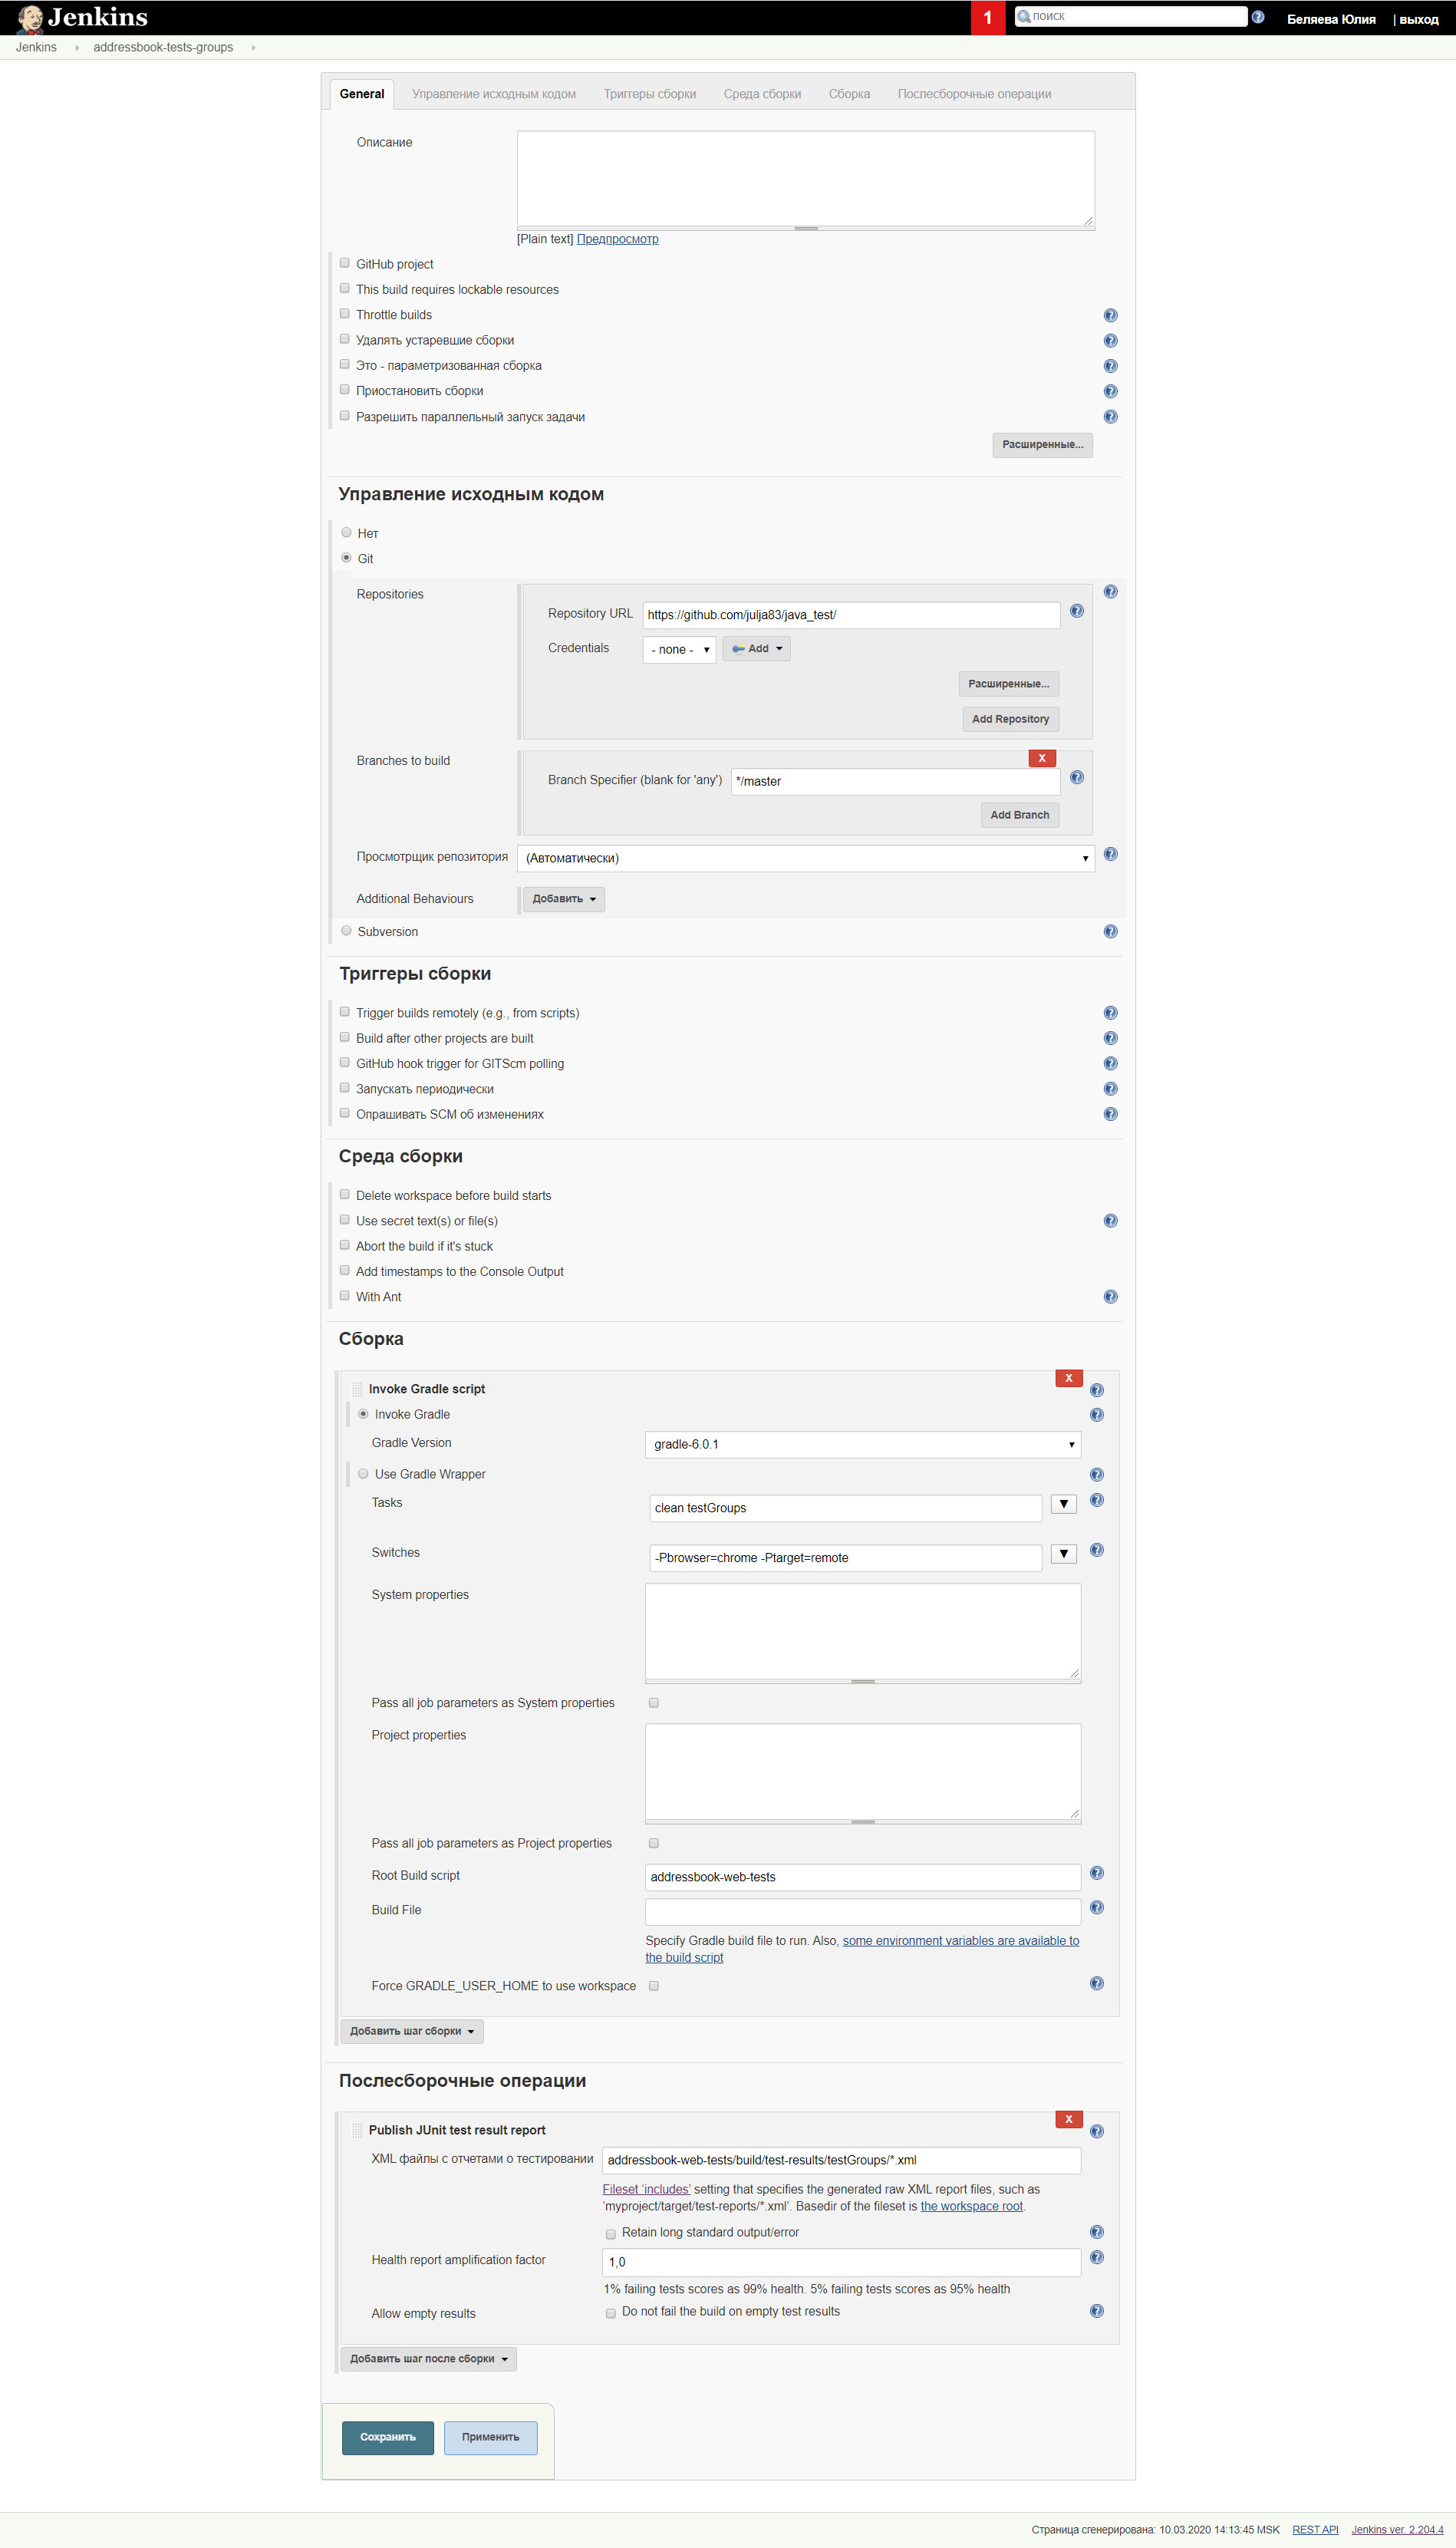 Jenkins
1
поиск
Беляева Юлия
| выход
Jenkins
addressbook-tests-groups
General
Управление исходным кодом
Триггеры сборки
Среда сборки
Сборка
Послесборочные операции
Описание
[Plain text] Предпросмотр
GitHub project
This build requires lockable resources
Throttle builds
Удалять устаревшие сборки
Это - параметризованная сборка
Приостановить сборки
Разрешить параллельный запуск задачи
Расширенные...
Управление исходным кодом
Нет
Git
Repositories
Repository URL
https://github.com/julja83/java_test/
Credentials
- none -
Add
Расширенные...
Add Repository
Branches to build
X
Branch Specifier (blank for 'any')
*/master
Add Branch
Просмотрщик репозитория
(Автоматически)
Additional Behaviours
Добавить
Subversion
Триггеры сборки
Trigger builds remotely (e.g., from scripts)
Build after other projects are built
GitHub hook trigger for GITScm polling
Запускать периодически
Опрашивать SCM об изменениях
Среда сборки
Delete workspace before build starts
Use secret text(s) or file(s)
Abort the build if it's stuck
Add timestamps to the Console Output
With Ant
Сборка
X
Invoke Gradle script
Invoke Gradle
Gradle Version
gradle-6.0.1
Use Gradle Wrapper
Tasks
clean testGroups
Switches
-Pbrowser=chrome -Ptarget=remote
System properties
Pass all job parameters as System properties
Project properties
Pass all job parameters as Project properties
Root Build script
addressbook-web-tests
Build File
Specify Gradle build file to run. Also, some environment variables are available to
the build script
Force GRADLE_USER_HOME to use workspace
Добавить шаг сборки
Послесборочные операции
X
Publish JUnit test result report
XML файлы с отчетами о тестировании
addressbook-web-tests/build/test-results/testGroups/*.xml
Fileset ‘includes’ setting that specifies the generated raw XML report files, such as
‘myproject/target/test-reports/*.xml’. Basedir of the fileset is the workspace root.
Retain long standard output/error
Health report amplification factor
1,0
1% failing tests scores as 99% health. 5% failing tests scores as 95% health
Allow empty results
Do not fail the build on empty test results
Добавить шаг после сборки
Сохранить
Применить
Страница сгенерирована: 10.03.2020 14:13:45 MSK
REST API
Jenkins ver. 2.204.4